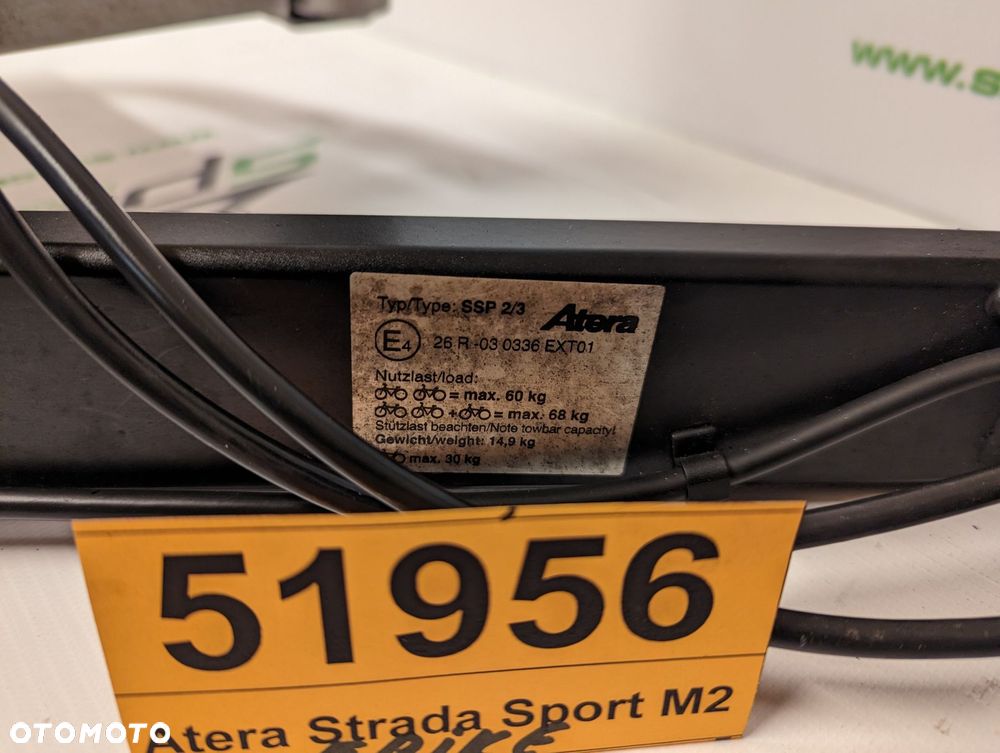 www.s
Typ/Type: SSP 2/3
Atera
E4 26 R -03 0336 EXT01
Nutzlast/load:
= max. 60 kg
+ = max. 68 kg
Stützlast beachten/Note towbar capacity!
Gewicht/weight: 14,9 kg
max. 30 kg
51956
Atera Strada Sport M2
EBIKE
OTOMOTO